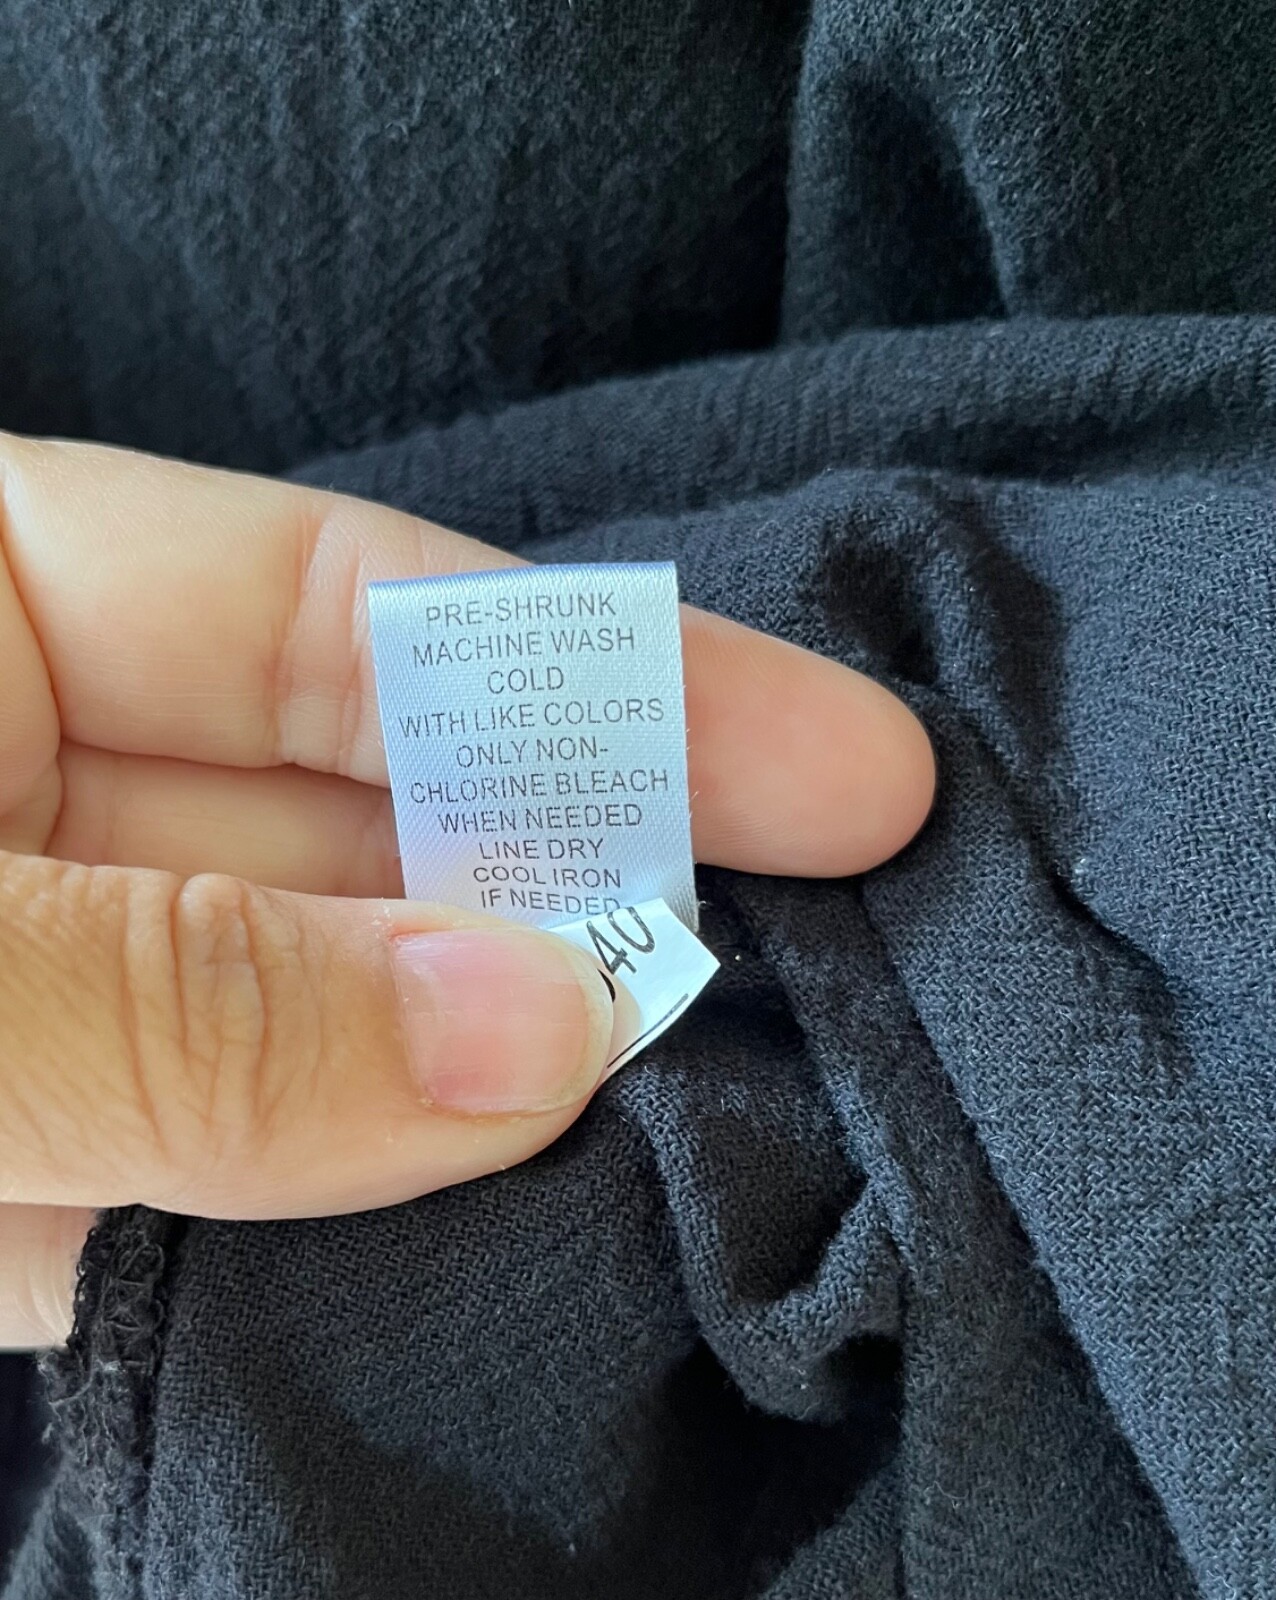 PRE-SHRUNK
MACHINE WASH
COLD
WITH LIKE COLORS
ONLY NON-
CHLORINE BLEACH
WHEN NEEDED
LINE DRY
COOL IRON
IF NEEDED
40